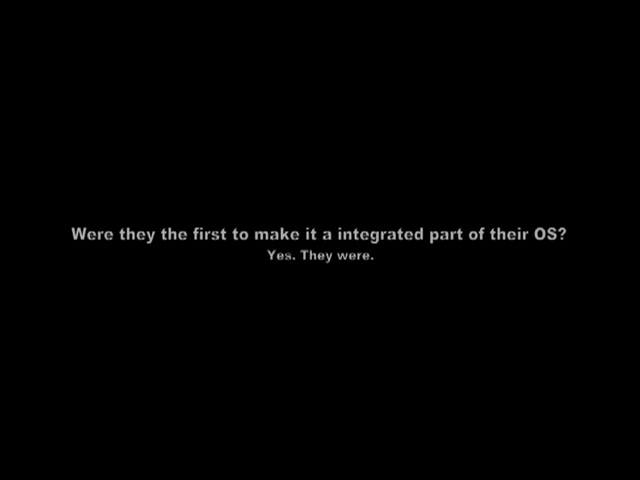 Were they the first to make it a integrated part of their OS?
Yes. They were.